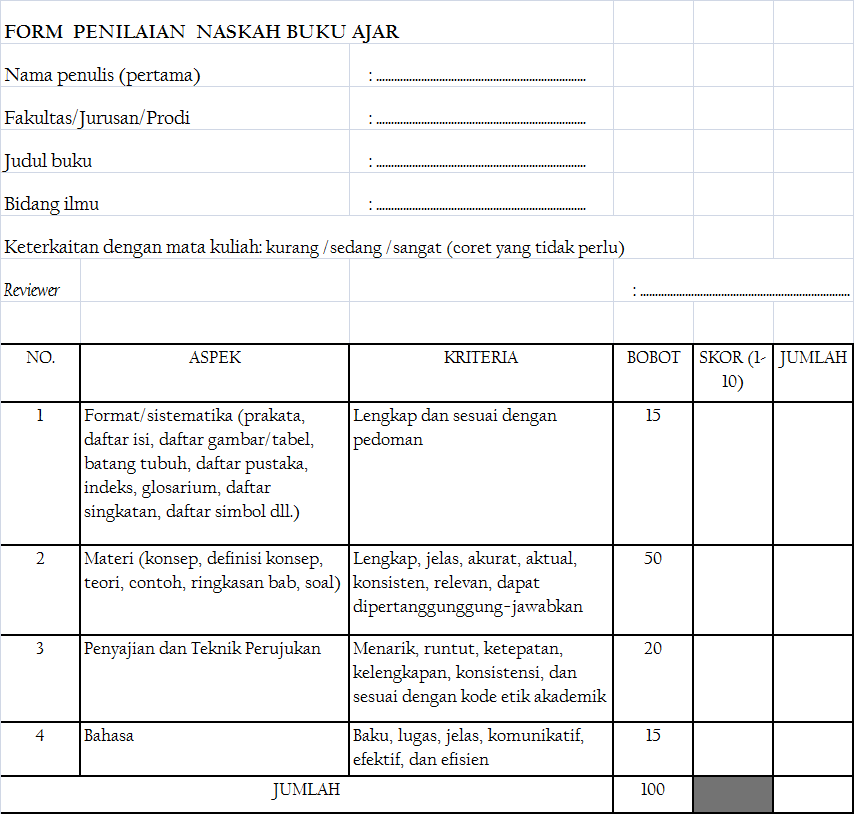 FORM PENILAIAN NASKAH BUKU AJAR
Nama penulis (pertama) : ......................................................................
Fakultas/Jurusan/Prodi : ......................................................................
Judul buku : ......................................................................
Bidang ilmu : ......................................................................
Keterkaitan dengan mata kuliah: kurang /sedang /sangat (coret yang tidak perlu)
Reviewer : ......................................................................
NO. ASPEK KRITERIA BOBOT SKOR (1-
10) JUMLAH
1 Format/sistematika (prakata,
daftar isi, daftar gambar/tabel,
batang tubuh, daftar pustaka,
indeks, glosarium, daftar
singkatan, daftar simbol dll.)
Lengkap dan sesuai dengan
pedoman
15
2 Materi (konsep, definisi konsep,
teori, contoh, ringkasan bab, soal)
Lengkap, jelas, akurat, aktual,
konsisten, relevan, dapat
dipertanggunggung-jawabkan
50
3 Penyajian dan Teknik Perujukan
Menarik, runtut, ketepatan,
kelengkapan, konsistensi, dan
sesuai dengan kode etik akademik
20
4 Bahasa
Baku, lugas, jelas, komunikatif,
efektif, dan efisien
15
JUMLAH 100